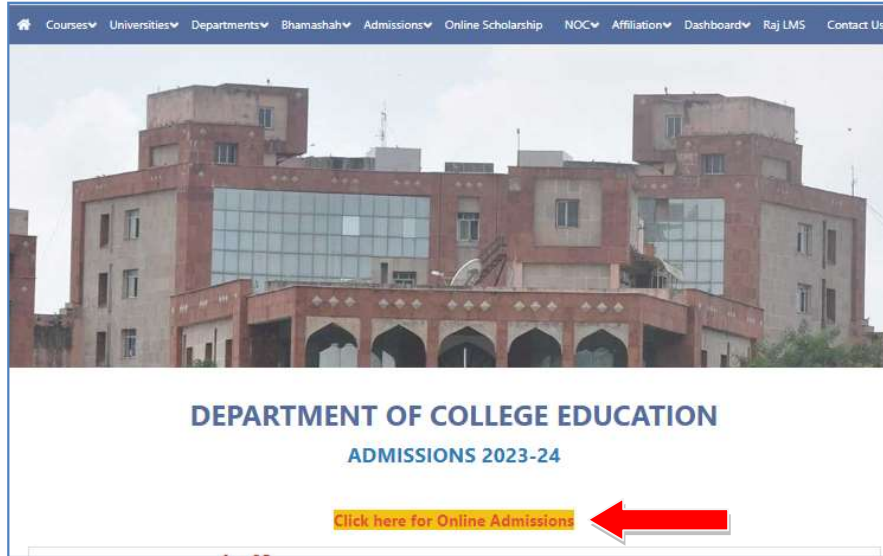 Courses Universities Departments Bhamashah Admissions Online Scholarship NOC Affiliation Dashboard Raj LMS Contact Us
DEPARTMENT OF COLLEGE EDUCATION
ADMISSIONS 2023-24
Click here for Online Admissions